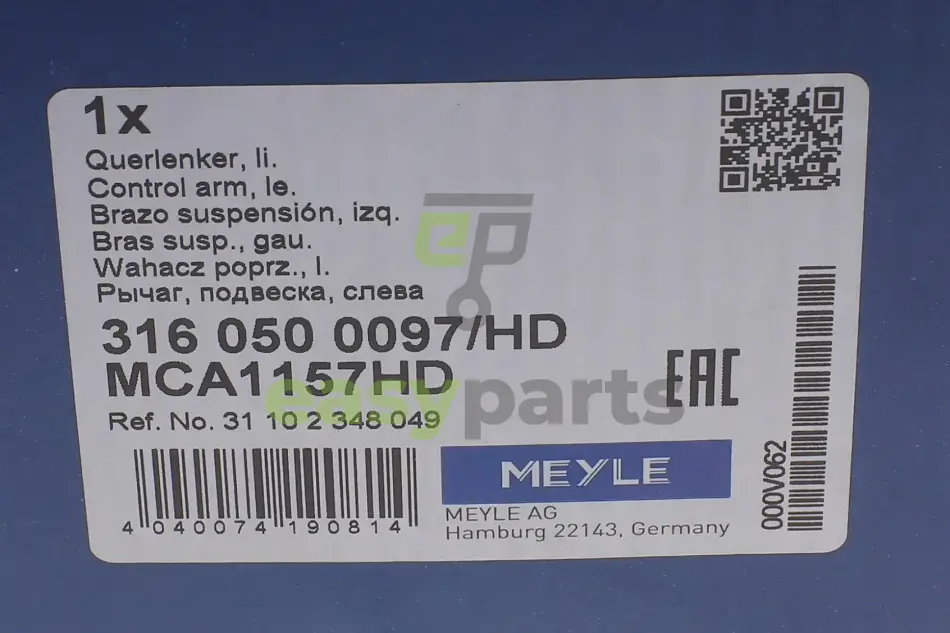 1x
Querlenker, li.
Control arm, le.
Brazo suspensión, izq.
Bras susp., gau.
Wahacz poprz., l.
Рычаг, подвеска, слева
316 050 0097/HD
MCA1157HD
Ref. No. 31 10 2 348 049
4 040074 190814
MEYLE
MEYLE AG
Hamburg 22143, Germany
EAC
000V062
ep
easyparts